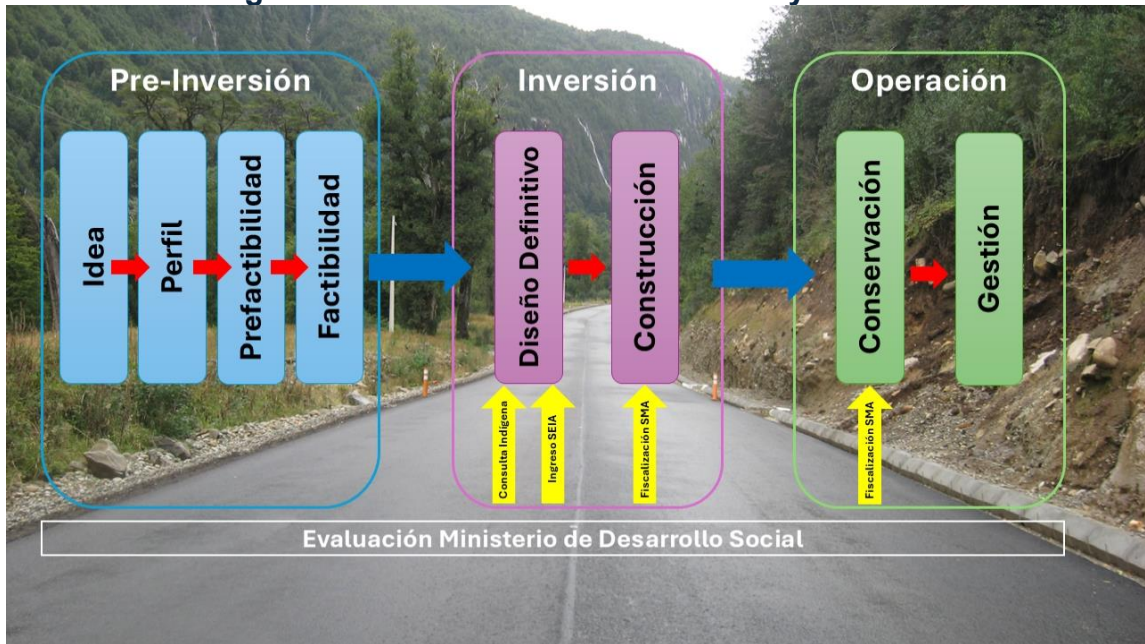 Pre-Inversión
Idea
Perfil
Prefactibilidad
Factibilidad
Inversión
Diseño Definitivo
Consulta Indígena
Ingreso SEIA
Construcción
Fiscalización SMA
Operación
Conservación
Fiscalización SMA
Gestión
Evaluación Ministerio de Desarrollo Social